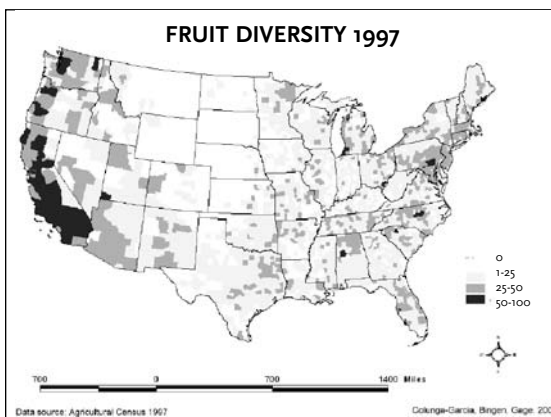 FRUIT DIVERSITY 1997
0
1-25
25-50
50-100
700 0 700 1400 Miles
Data source: Agricultural Census 1997
Colunga-Garcia, Bingen, Gage,